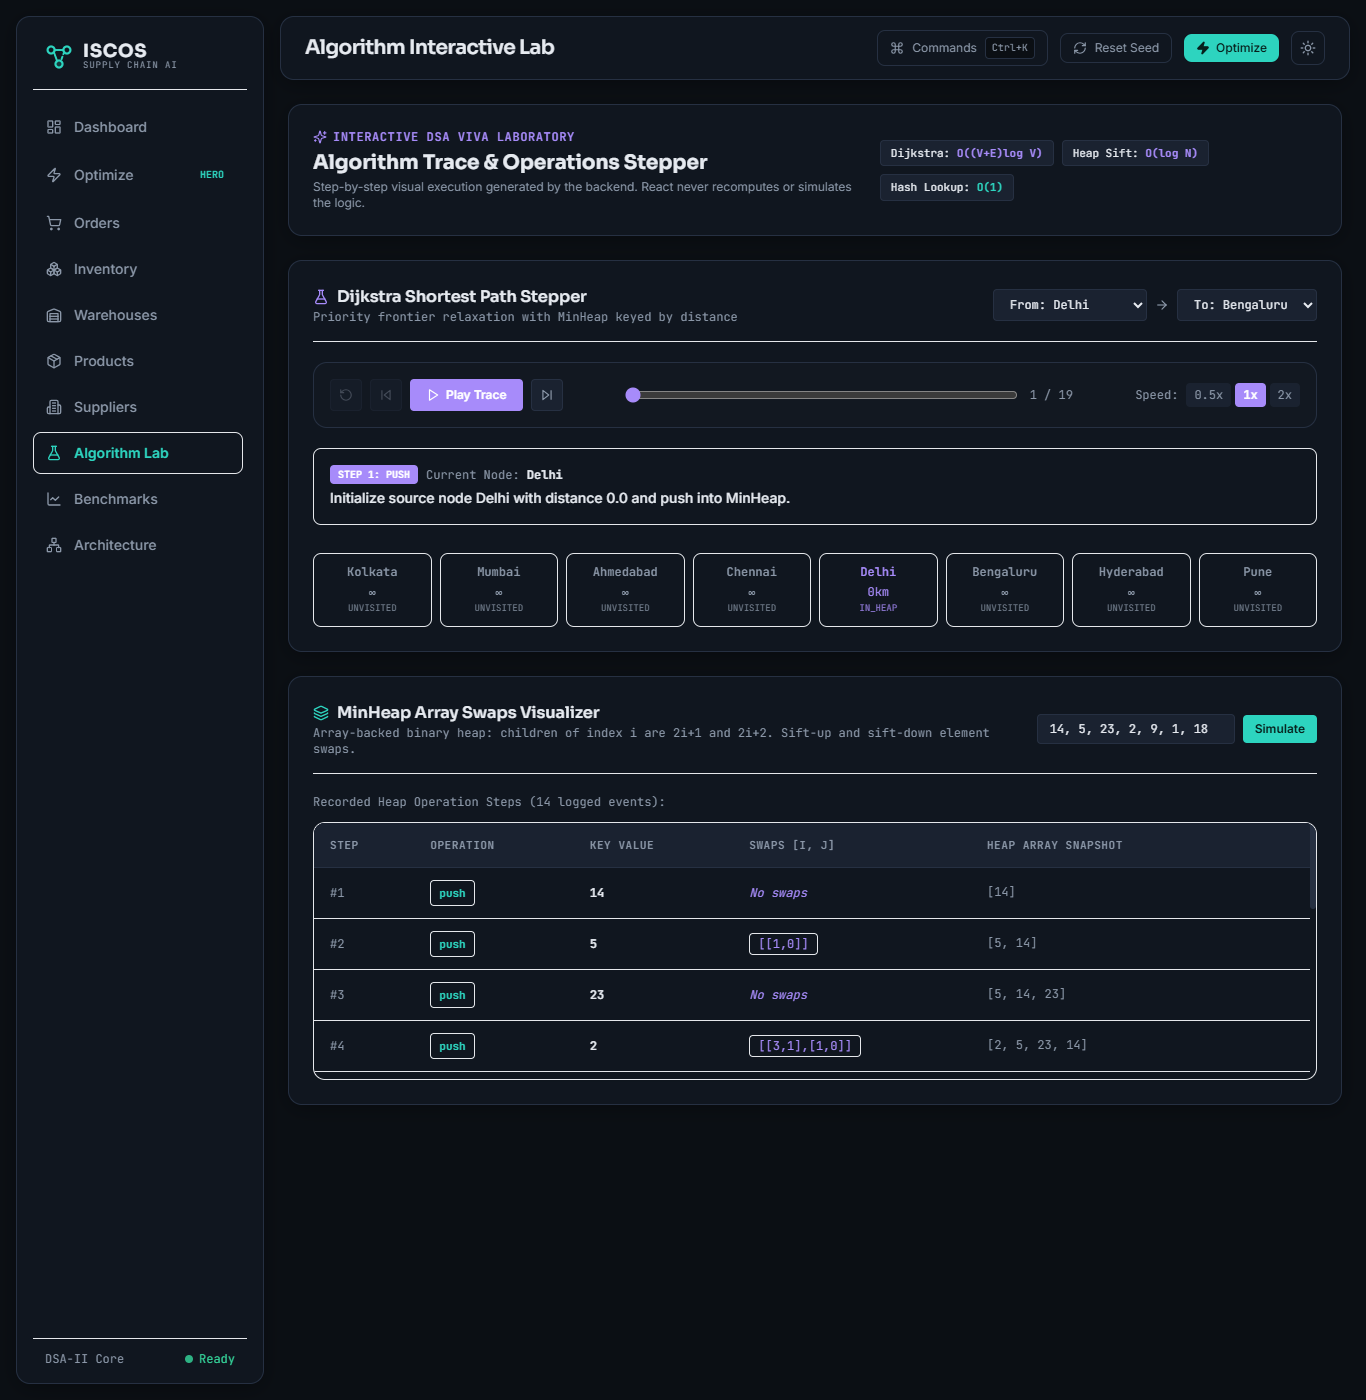 ISCOS
SUPPLY CHAIN AI
Dashboard
Optimize HERO
Orders
Inventory
Warehouses
Products
Suppliers
Algorithm Lab
Benchmarks
Architecture
DSA-II Core Ready
Algorithm Interactive Lab
Commands Ctrl+K
Reset Seed
Optimize
INTERACTIVE DSA VIVA LABORATORY
Algorithm Trace & Operations Stepper
Step-by-step visual execution generated by the backend. React never recomputes or simulates
the logic.
Dijkstra: O((V+E)log V)
Heap Sift: O(log N)
Hash Lookup: O(1)
Dijkstra Shortest Path Stepper
Priority frontier relaxation with MinHeap keyed by distance
From: Delhi → To: Bengaluru
Play Trace
1 / 19
Speed: 0.5x 1x 2x
STEP 1: PUSH Current Node: Delhi
Initialize source node Delhi with distance 0.0 and push into MinHeap.
Kolkata
∞
UNVISITED
Mumbai
∞
UNVISITED
Ahmedabad
∞
UNVISITED
Chennai
∞
UNVISITED
Delhi
0km
IN_HEAP
Bengaluru
∞
UNVISITED
Hyderabad
∞
UNVISITED
Pune
∞
UNVISITED
MinHeap Array Swaps Visualizer
Array-backed binary heap: children of index i are 2i+1 and 2i+2. Sift-up and sift-down element
swaps.
14, 5, 23, 2, 9, 1, 18
Simulate
Recorded Heap Operation Steps (14 logged events):
STEP OPERATION KEY VALUE SWAPS [I, J] HEAP ARRAY SNAPSHOT
#1 push 14 No swaps [14]
#2 push 5 [[1,0]] [5, 14]
#3 push 23 No swaps [5, 14, 23]
#4 push 2 [[3,1],[1,0]] [2, 5, 23, 14]